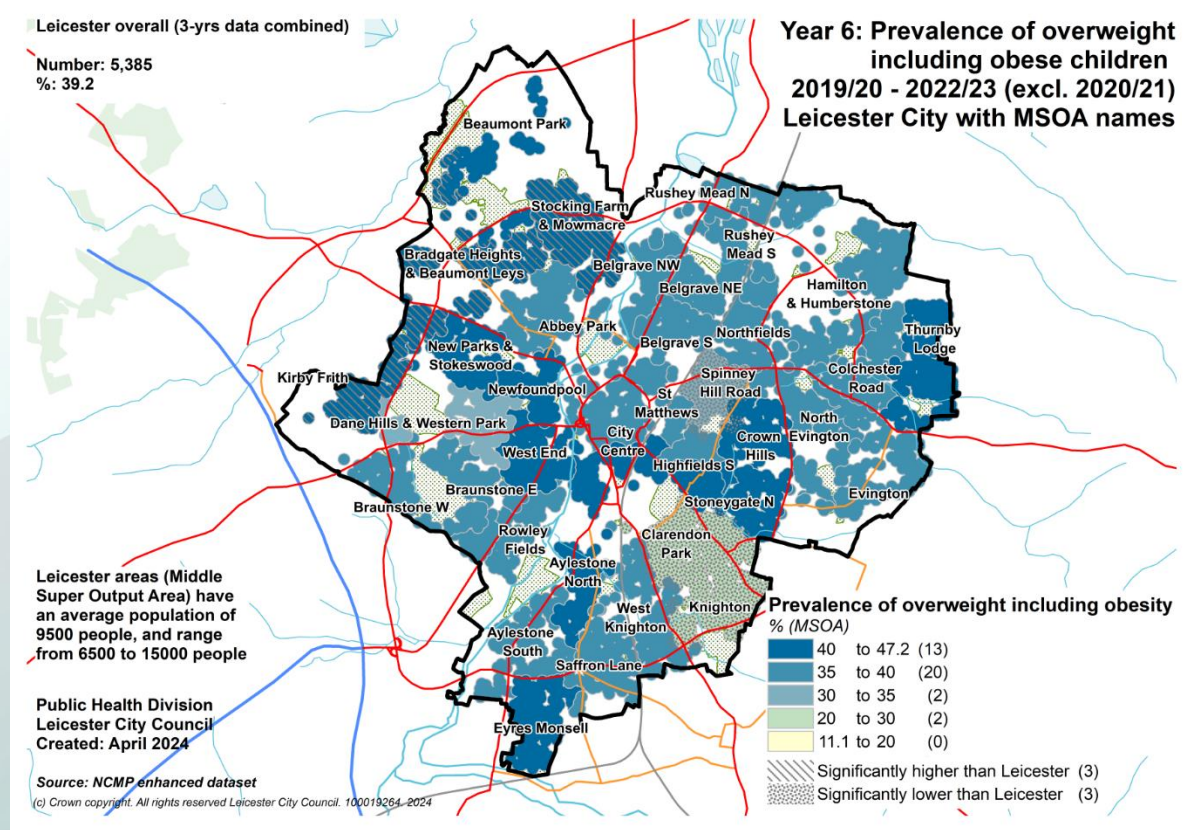 Leicester overall (3-yrs data combined)
Number: 5,385
%: 39.2
Year 6: Prevalence of overweight
including obese children
2019/20 - 2022/23 (excl. 2020/21)
Leicester City with MSOA names
Beaumont Park
Rushey Mead N
Stocking Farm
& Mowmacre
Rushey
Mead S
Bradgate Heights
& Beaumont Leys
Belgrave NW
Belgrave NE
Hamilton
& Humberstone
Abbey Park
Northfields
Thurnby
Lodge
Belgrave S
New Parks &
Stokeswood
Colchester
Road
Kirby Frith
Newfoundpool
Spinney
Hill Road
St
Matthews
Dane Hills & Western Park
North
Evington
City
Centre
Crown
Hills
West End
Highfields S
Braunstone E
Stoneygate N
Evington
Braunstone W
Rowley
Fields
Clarendon
Park
Aylestone
North
West
Knighton
Knighton
Aylestone
South
Saffron Lane
Eyres Monsell
Leicester areas (Middle
Super Output Area) have
an average population of
9500 people, and range
from 6500 to 15000 people
Public Health Division
Leicester City Council
Created: April 2024
Source: NCMP enhanced dataset
(c) Crown copyright. All rights reserved Leicester City Council. 100019264. 2024
Prevalence of overweight including obesity
% (MSOA)
40 to 47.2 (13)
35 to 40 (20)
30 to 35 (2)
20 to 30 (2)
11.1 to 20 (0)
Significantly higher than Leicester (3)
Significantly lower than Leicester (3)